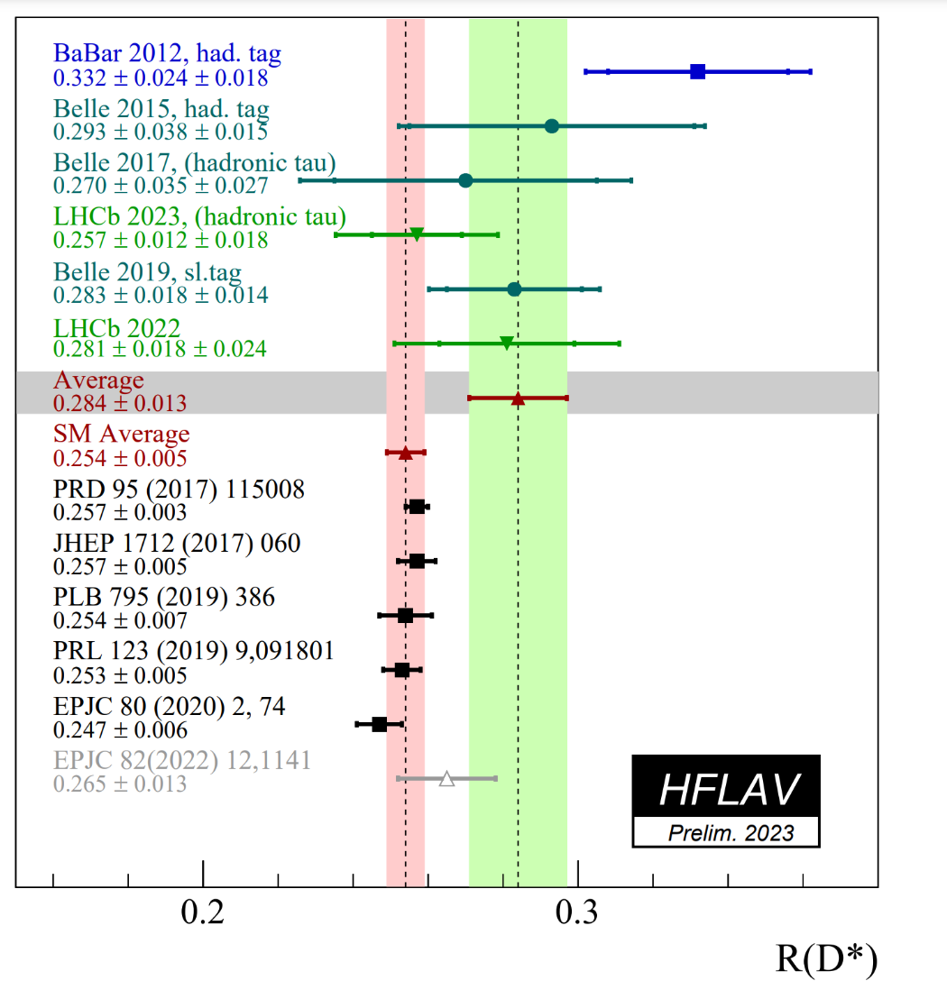 BaBar 2012, had. tag
0.332 ± 0.024 ± 0.018
Belle 2015, had. tag
0.293 ± 0.038 ± 0.015
Belle 2017, (hadronic tau)
0.270 ± 0.035 ± 0.027
LHCb 2023, (hadronic tau)
0.257 ± 0.012 ± 0.018
Belle 2019, sl.tag
0.283 ± 0.018 ± 0.014
LHCb 2022
0.281 ± 0.018 ± 0.024
Average
0.284 ± 0.013
SM Average
0.254 ± 0.005
PRD 95 (2017) 115008
0.257 ± 0.003
JHEP 1712 (2017) 060
0.257 ± 0.005
PLB 795 (2019) 386
0.254 ± 0.007
PRL 123 (2019) 9,091801
0.253 ± 0.005
EPJC 80 (2020) 2, 74
0.247 ± 0.006
EPJC 82(2022) 12,1141
0.265 ± 0.013
HFLAV
Prelim. 2023
0.2 0.3
R(D*)